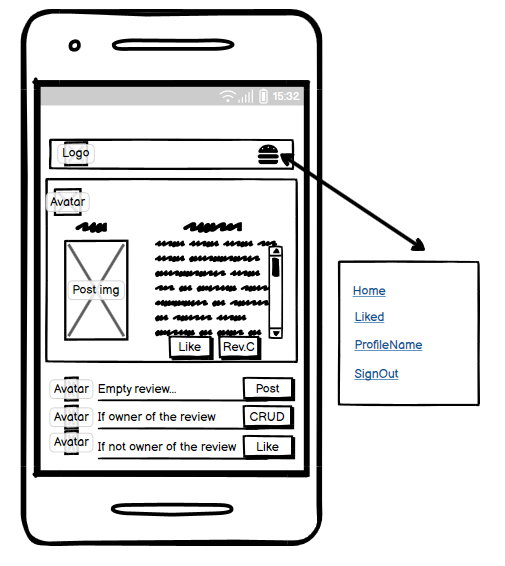 15:32
Logo
Avatar
Post img
Like
Rev.C
Avatar
Empty review...
Post
Avatar
If owner of the review
CRUD
Avatar
If not owner of the review
Like
Home
Liked
ProfileName
SignOut